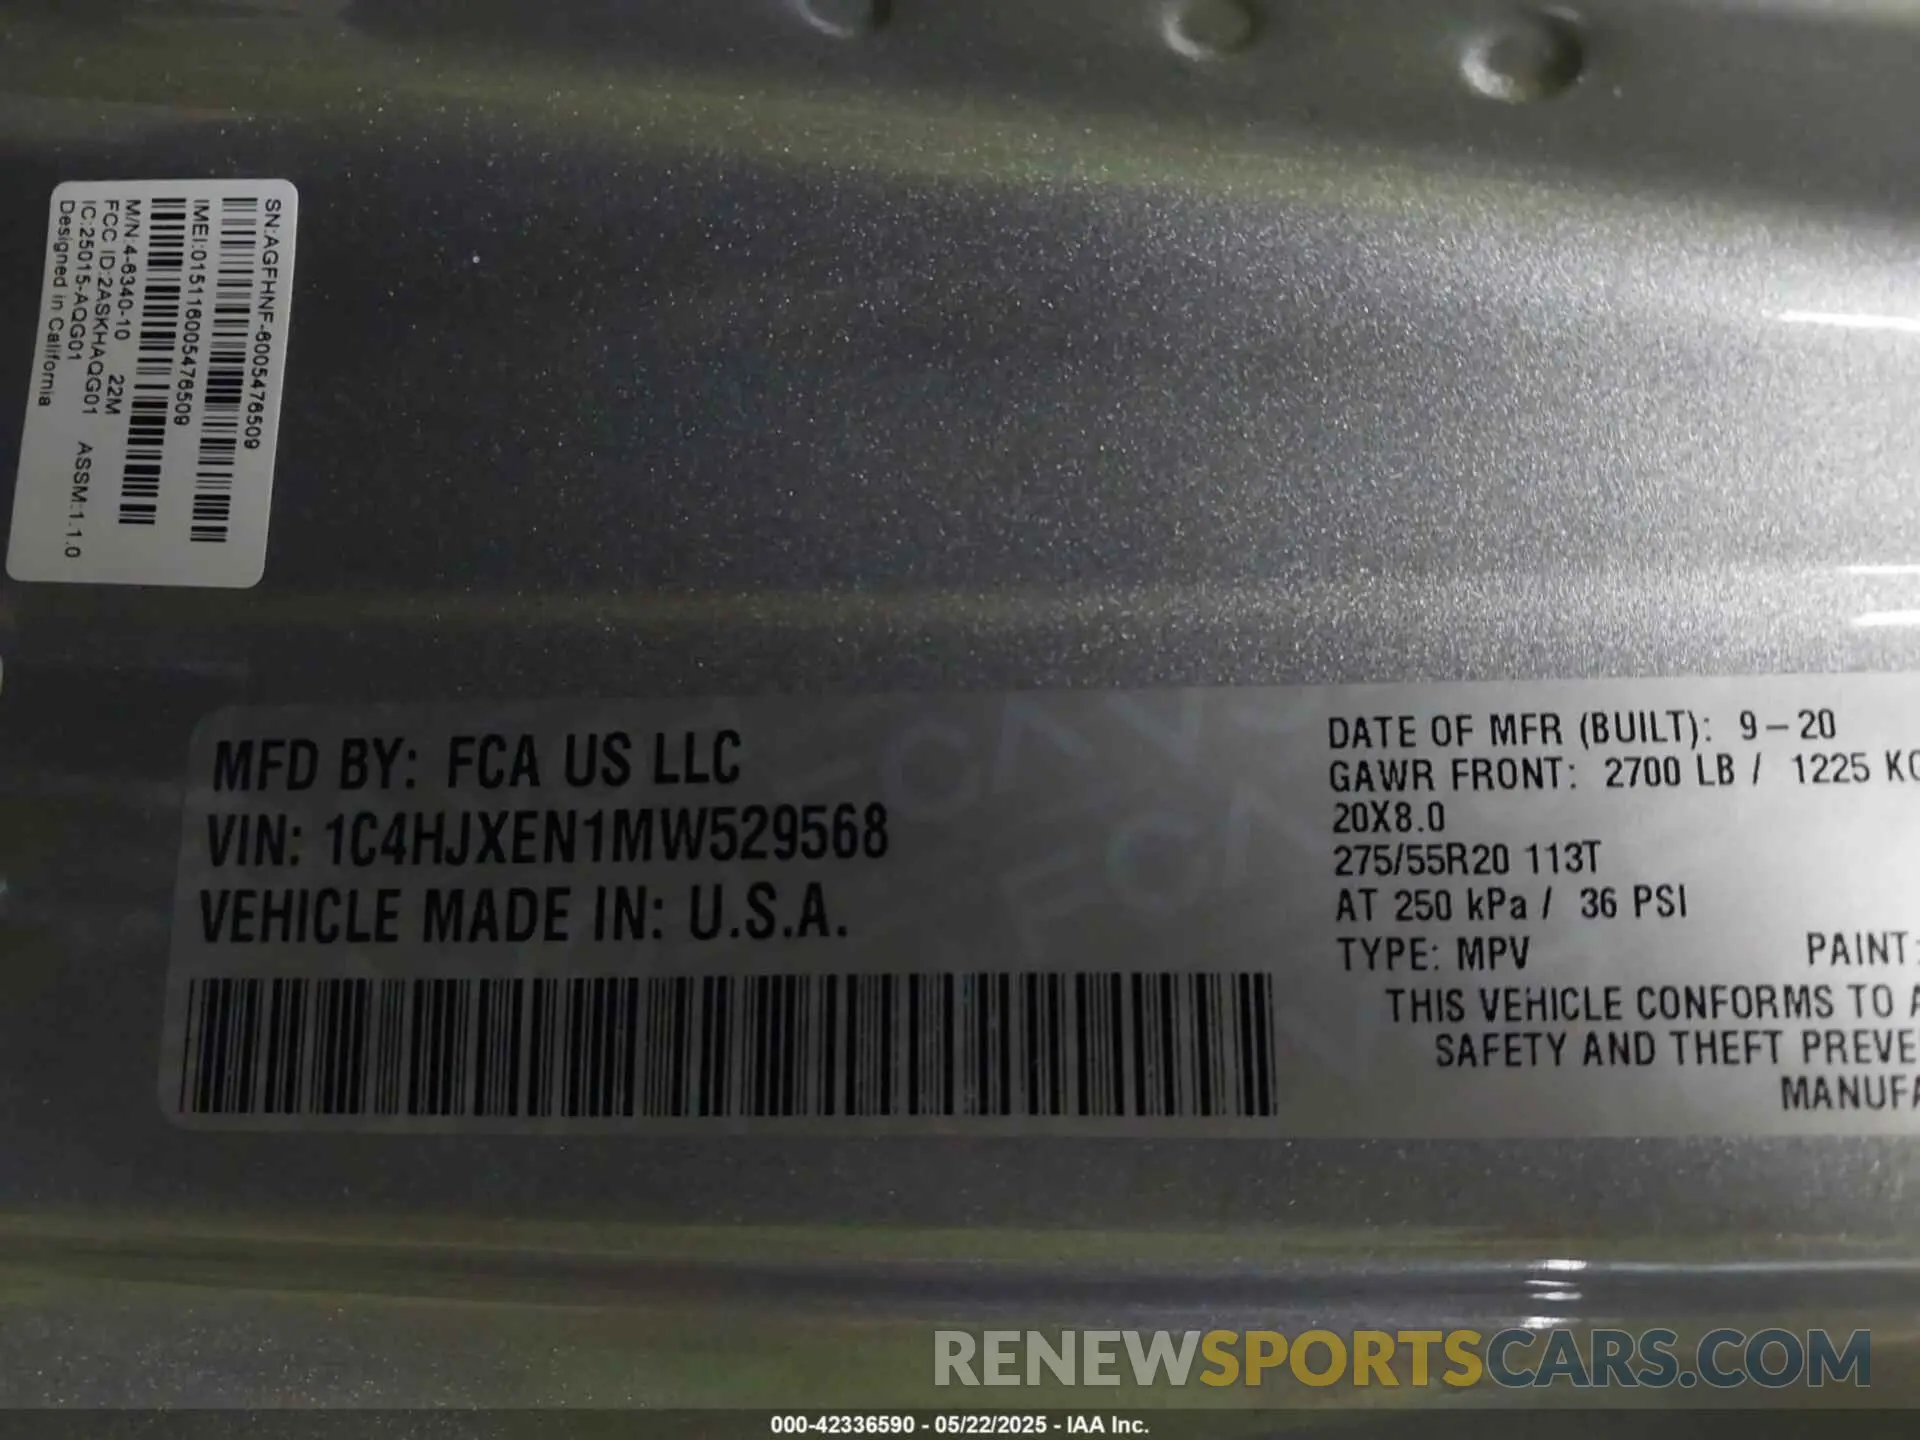 SN:AGFHNF-6005476509
IMEI:015116005476509
M/N:4-6340-10 22M
FCC ID:2ASKHAQG01
IC:25015-AQG01 ASSM:1.1.0
Designed in California
MFD BY: FCA US LLC
VIN: 1C4HJXEN1MW529568
VEHICLE MADE IN: U.S.A.
DATE OF MFR (BUILT): 9-20
GAWR FRONT: 2700 LB / 1225 KG
20X8.0
275/55R20 113T
AT 250 kPa / 36 PSI
TYPE: MPV PAINT:
THIS VEHICLE CONFORMS TO A
SAFETY AND THEFT PREVE
MANUFA
RENEWSPORTSCARS.COM
000-42336590 - 05/22/2025 - IAA Inc.